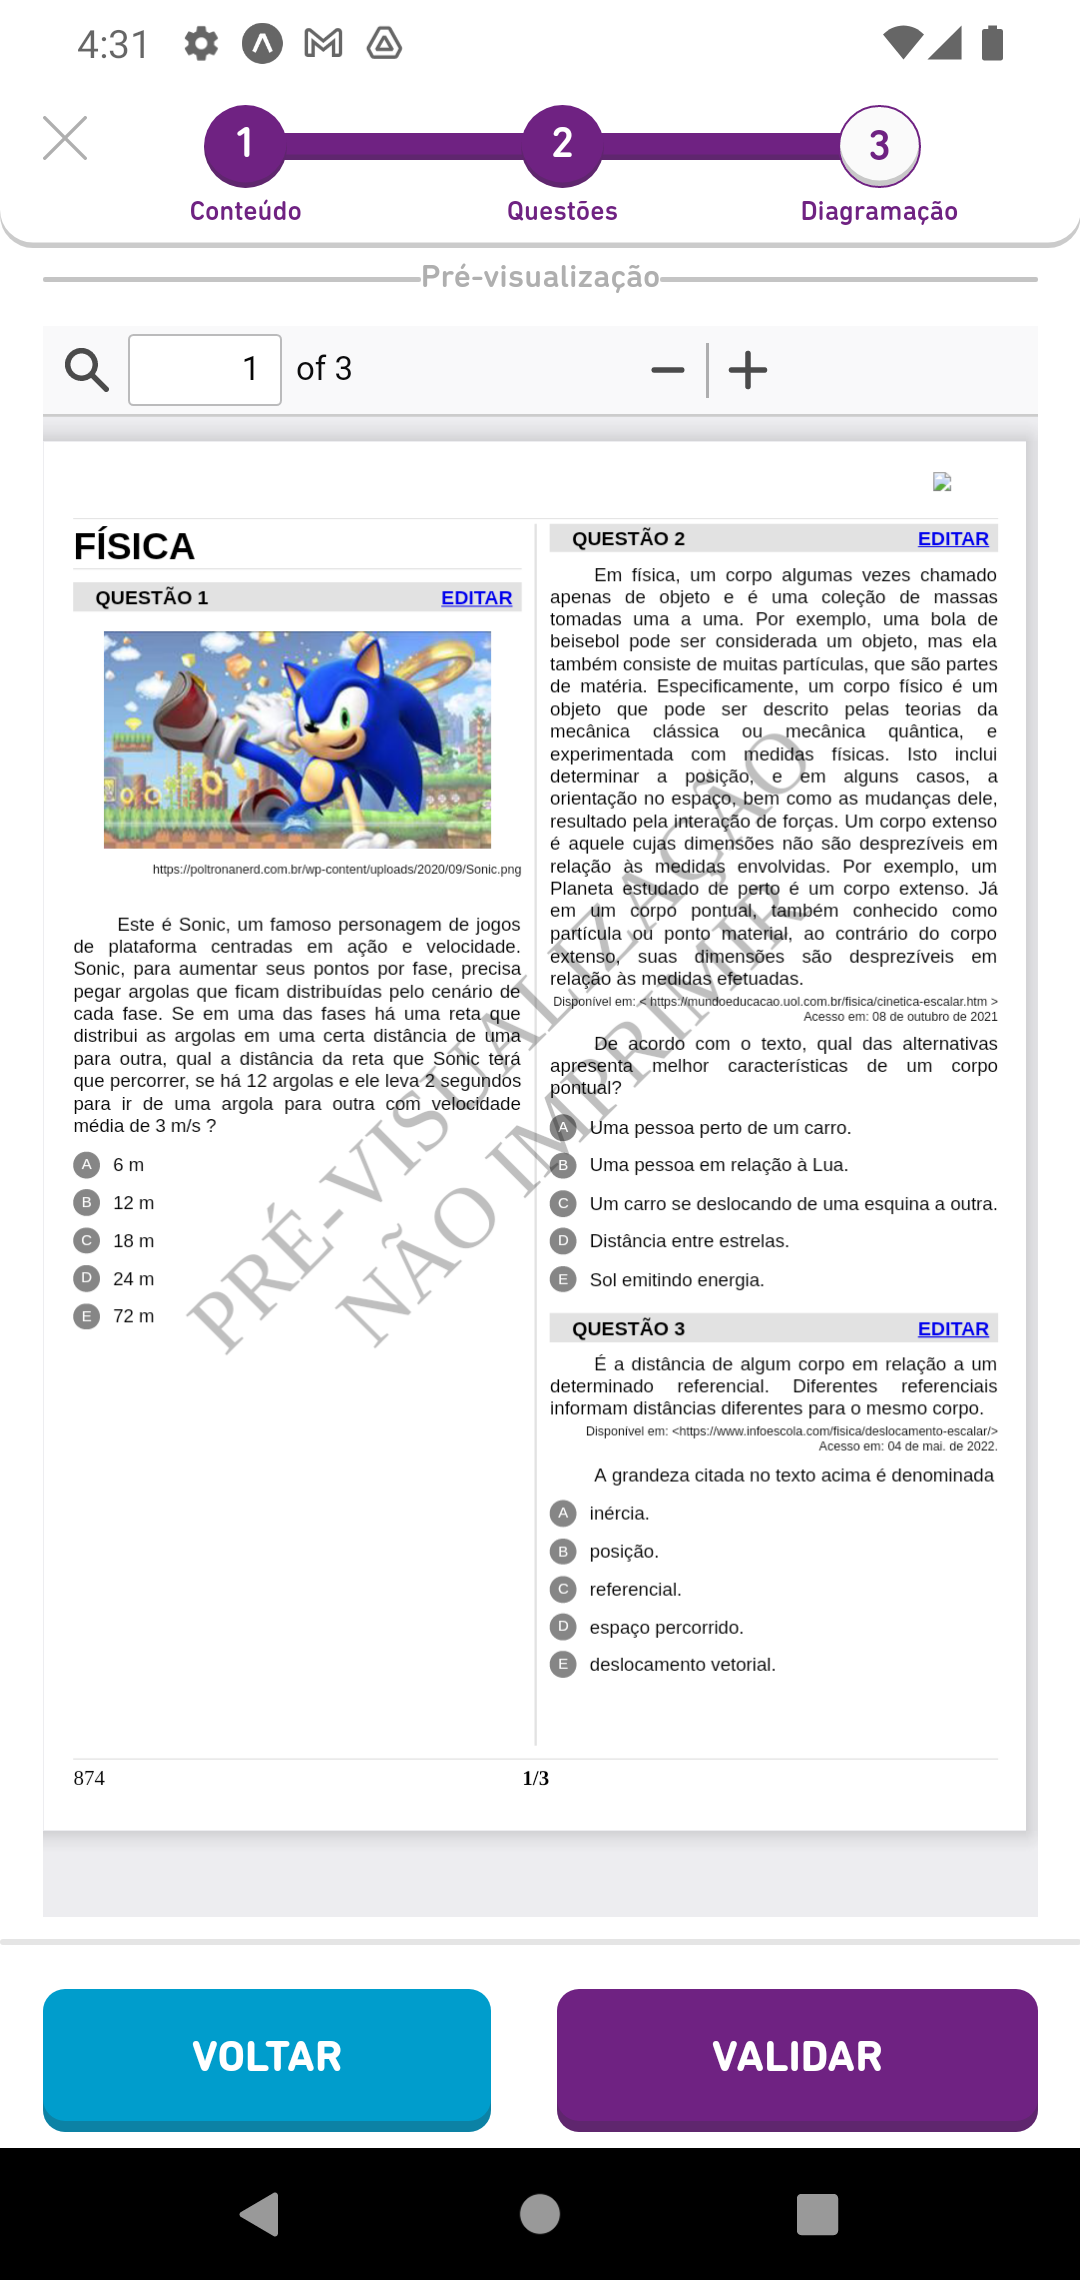 4:31
1
2
3
Conteúdo
Questões
Diagramação
Pré-visualização
1 of 3
FÍSICA
QUESTÃO 1 EDITAR
https://poltronanerd.com.br/wp-content/uploads/2020/09/Sonic.png
Este é Sonic, um famoso personagem de jogos
de plataforma centradas em ação e velocidade.
Sonic, para aumentar seus pontos por fase, precisa
pegar argolas que ficam distribuídas pelo cenário de
cada fase. Se em uma das fases há uma reta que
distribui as argolas em uma certa distância de uma
para outra, qual a distância da reta que Sonic terá
que percorrer, se há 12 argolas e ele leva 2 segundos
para ir de uma argola para outra com velocidade
média de 3 m/s ?
A 6 m
B 12 m
C 18 m
D 24 m
E 72 m
QUESTÃO 2 EDITAR
Em física, um corpo algumas vezes chamado
apenas de objeto e é uma coleção de massas
tomadas uma a uma. Por exemplo, uma bola de
beisebol pode ser considerada um objeto, mas ela
também consiste de muitas partículas, que são partes
de matéria. Especificamente, um corpo físico é um
objeto que pode ser descrito pelas teorias da
mecânica clássica ou mecânica quântica, e
experimentada com medidas físicas. Isto inclui
determinar a posição, e em alguns casos, a
orientação no espaço, bem como as mudanças dele,
resultado pela interação de forças. Um corpo extenso
é aquele cujas dimensões não são desprezíveis em
relação às medidas envolvidas. Por exemplo, um
Planeta estudado de perto é um corpo extenso. Já
em um corpo pontual, também conhecido como
partícula ou ponto material, ao contrário do corpo
extenso, suas dimensões são desprezíveis em
relação às medidas efetuadas.
Disponível em: < https://mundoeducacao.uol.com.br/fisica/cinetica-escalar.htm >
Acesso em: 08 de outubro de 2021
De acordo com o texto, qual das alternativas
apresenta melhor características de um corpo
pontual?
A Uma pessoa perto de um carro.
B Uma pessoa em relação à Lua.
C Um carro se deslocando de uma esquina a outra.
D Distância entre estrelas.
E Sol emitindo energia.
QUESTÃO 3 EDITAR
É a distância de algum corpo em relação a um
determinado referencial. Diferentes referenciais
informam distâncias diferentes para o mesmo corpo.
Disponível em: <https://www.infoescola.com/fisica/deslocamento-escalar/>
Acesso em: 04 de mai. de 2022.
A grandeza citada no texto acima é denominada
A inércia.
B posição.
C referencial.
D espaço percorrido.
E deslocamento vetorial.
PRÉ-VISUALIZAÇÃO
NÃO IMPRIMIR
874 1/3
VOLTAR
VALIDAR